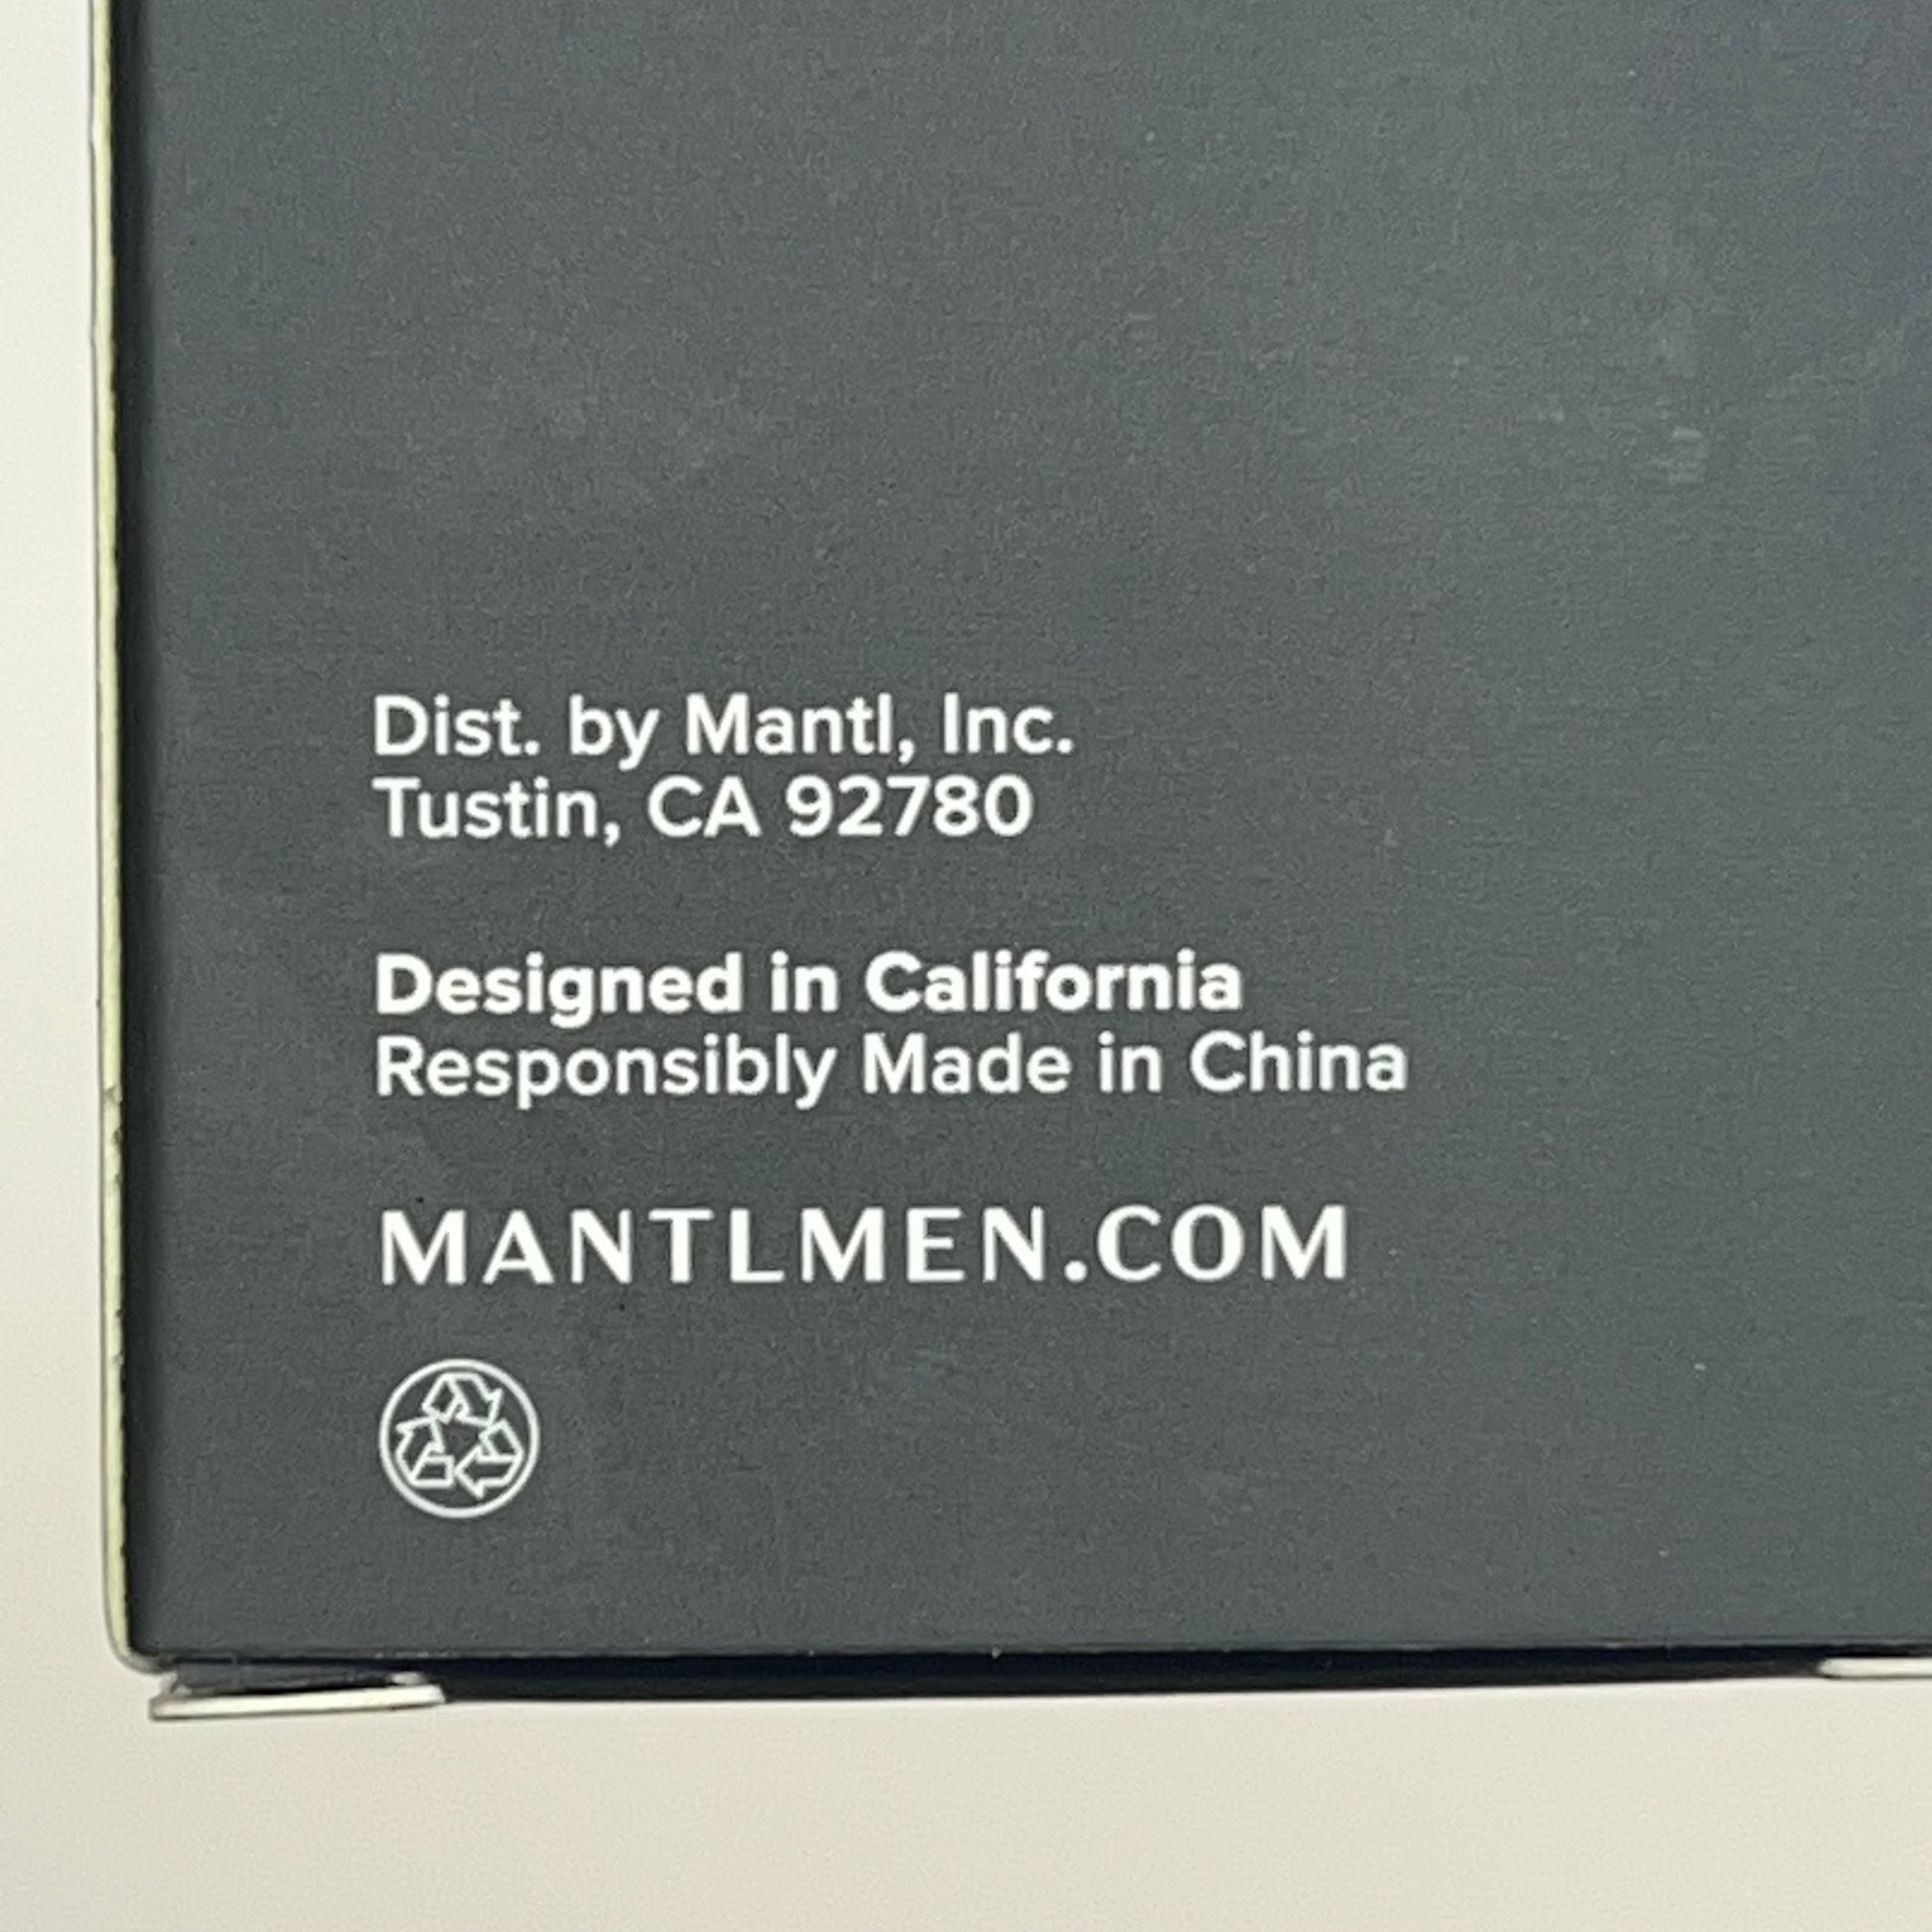 Dist. by Mantl, Inc.
Tustin, CA 92780
Designed in California
Responsibly Made in China
MANTLMEN.COM